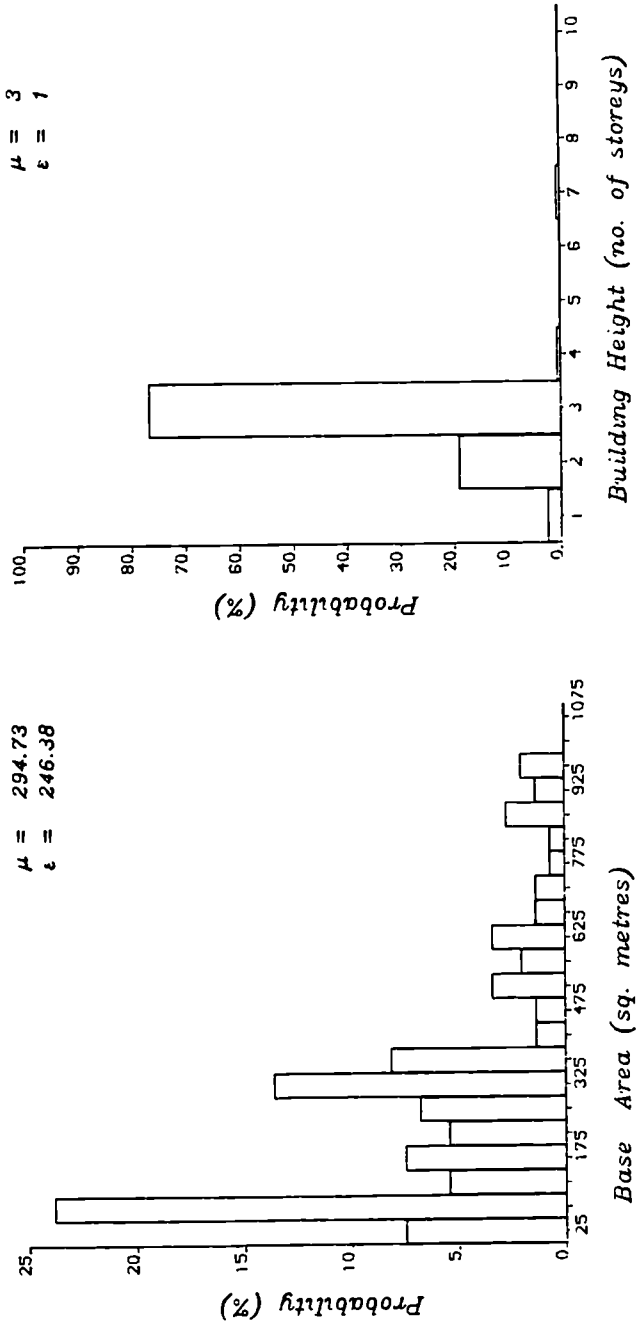 μ = 294.73
ε = 246.38
Probability (%)
25.
20.
15.
10.
5.
0.
25 175 325 475 625 775 925 1075
Base Area (sq. metres)
μ = 3
ε = 1
Probability (%)
100.
90.
80.
70.
60.
50.
40.
30.
20.
10.
0.
1 2 3 4 5 6 7 8 9 10
Building Height (no. of storeys)